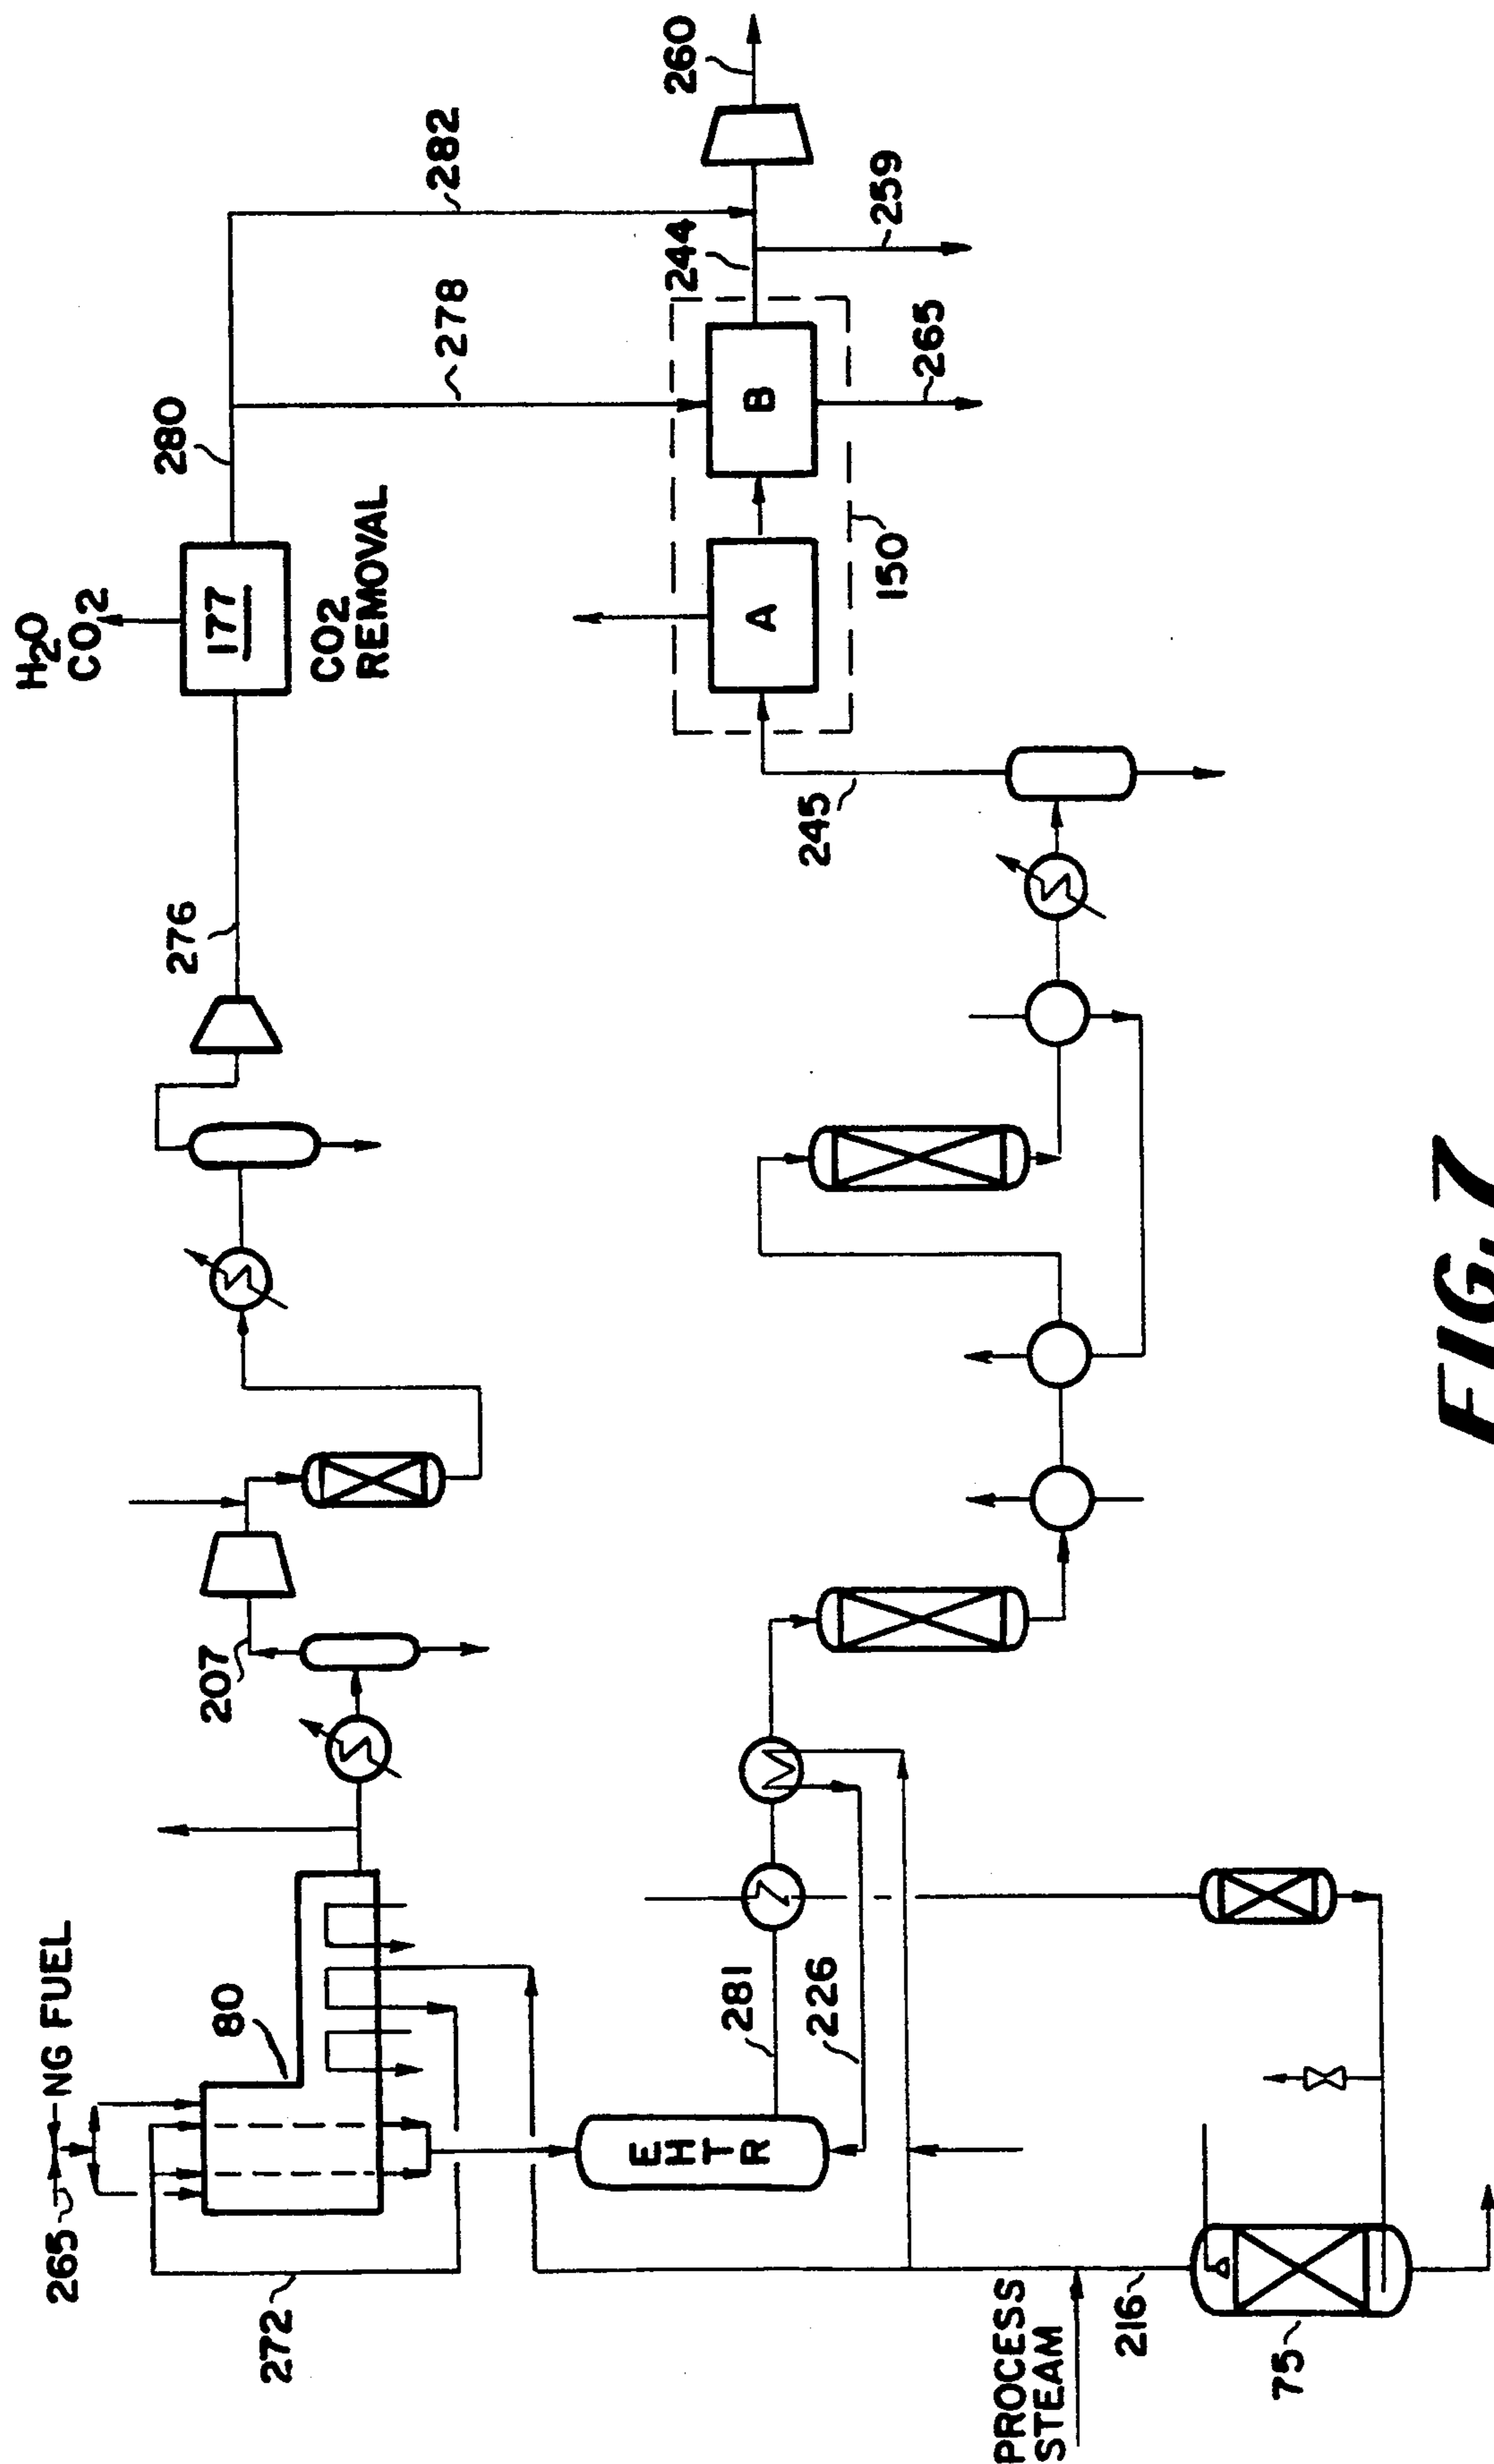 265
NG FUEL
80
272
207
276
H2O
CO2
177
CO2
REMOVAL
280
278
282
260
244
259
A
B
265
150
245
281
226
EHTR
PROCESS
STEAM
216
75
FIG. 7